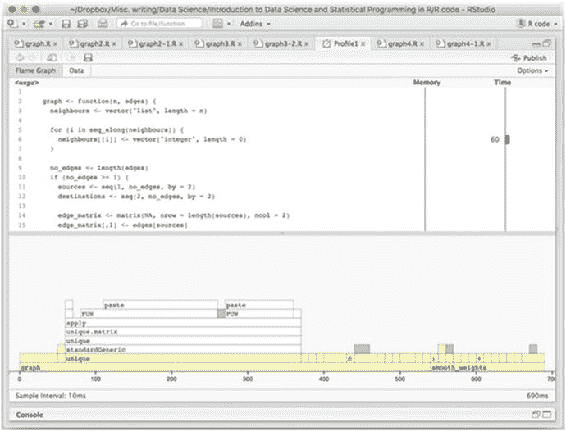 ~/Dropbox/Misc. writing/Data Science/Introduction to Data Science and Statistical Programming in R/R code - RStudio
Go to file/function
Addins
R code
graph.R ×
graph2.R ×
graph2-1.R ×
graph3.R ×
graph3-2.R ×
Profile1 ×
graph4.R ×
graph4-1.R ×
Publish
Flame Graph
Data
Options
<expr>
Memory
Time
1
2 graph <- function(n, edges) {
3 neighbours <- vector("list", length = n)
4
5 for (i in seq_along(neighbours)) {
6 neighbours[[i]] <- vector("integer", length = 0) 60
7 }
8
9 no_edges <- length(edges)
10 if (no_edges >= 1) {
11 sources <- seq(1, no_edges, by = 2)
12 destinations <- seq(2, no_edges, by = 2)
13
14 edge_matrix <- matrix(NA, nrow = length(sources), ncol = 2)
15 edge_matrix[,1] <- edges[sources]
paste paste
FUN FUN
apply
unique.matrix
unique
standardGeneric
unique
graph smooth_weights
0 100 200 300 400 500 600 700
Sample Interval: 10ms 690ms
Console